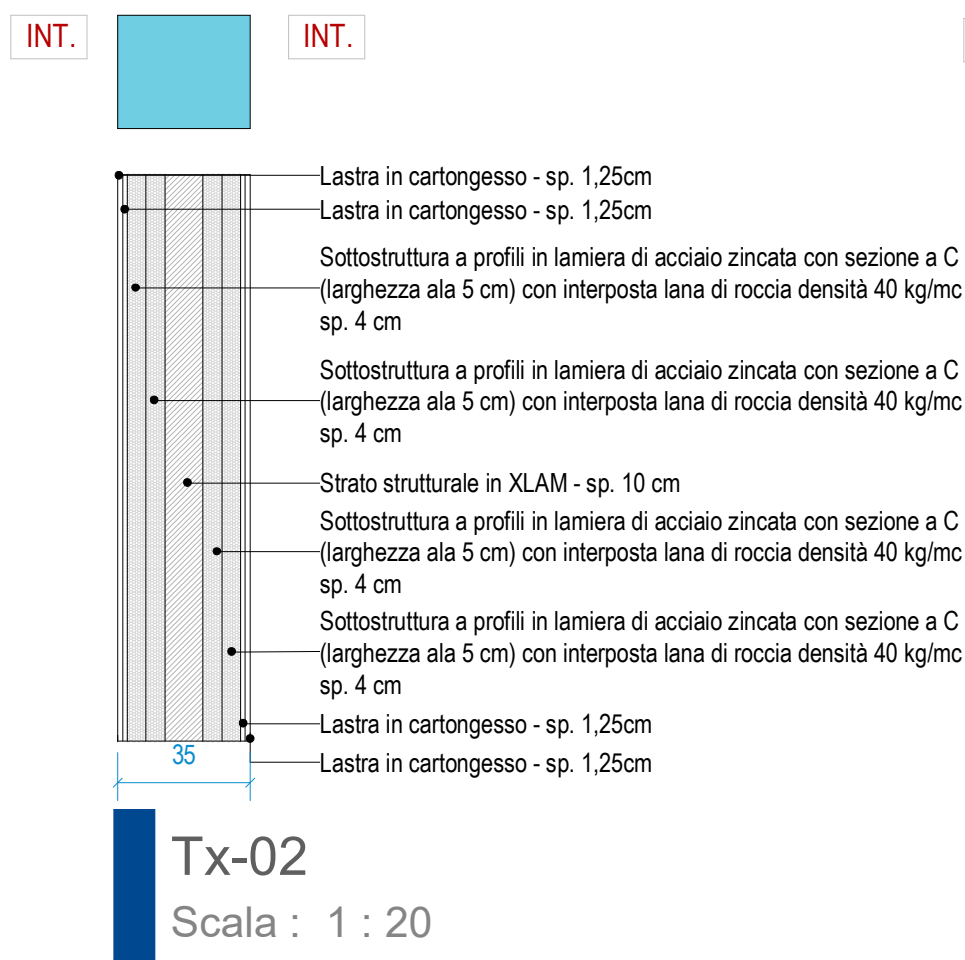 INT.
INT.
Lastra in cartongesso - sp. 1,25cm
Lastra in cartongesso - sp. 1,25cm
Sottostruttura a profili in lamiera di acciaio zincata con sezione a C
(larghezza ala 5 cm) con interposta lana di roccia densità 40 kg/mc
sp. 4 cm
Sottostruttura a profili in lamiera di acciaio zincata con sezione a C
(larghezza ala 5 cm) con interposta lana di roccia densità 40 kg/mc
sp. 4 cm
Strato strutturale in XLAM - sp. 10 cm
Sottostruttura a profili in lamiera di acciaio zincata con sezione a C
(larghezza ala 5 cm) con interposta lana di roccia densità 40 kg/mc
sp. 4 cm
Sottostruttura a profili in lamiera di acciaio zincata con sezione a C
(larghezza ala 5 cm) con interposta lana di roccia densità 40 kg/mc
sp. 4 cm
Lastra in cartongesso - sp. 1,25cm
Lastra in cartongesso - sp. 1,25cm
35
Tx-02
Scala : 1 : 20